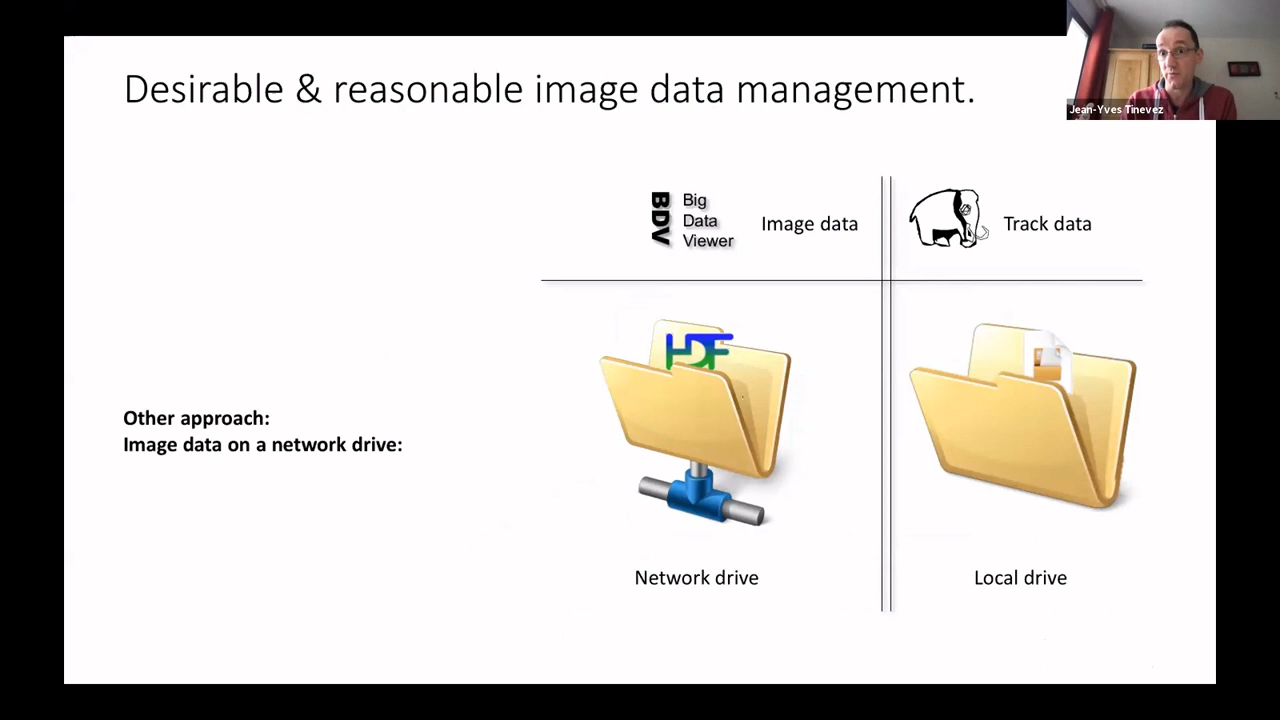 Desirable & reasonable image data management.
Jean-Yves Tinevez
BDV
Big
Data
Viewer
Image data
Track data
HDF
Other approach:
Image data on a network drive:
Network drive
Local drive